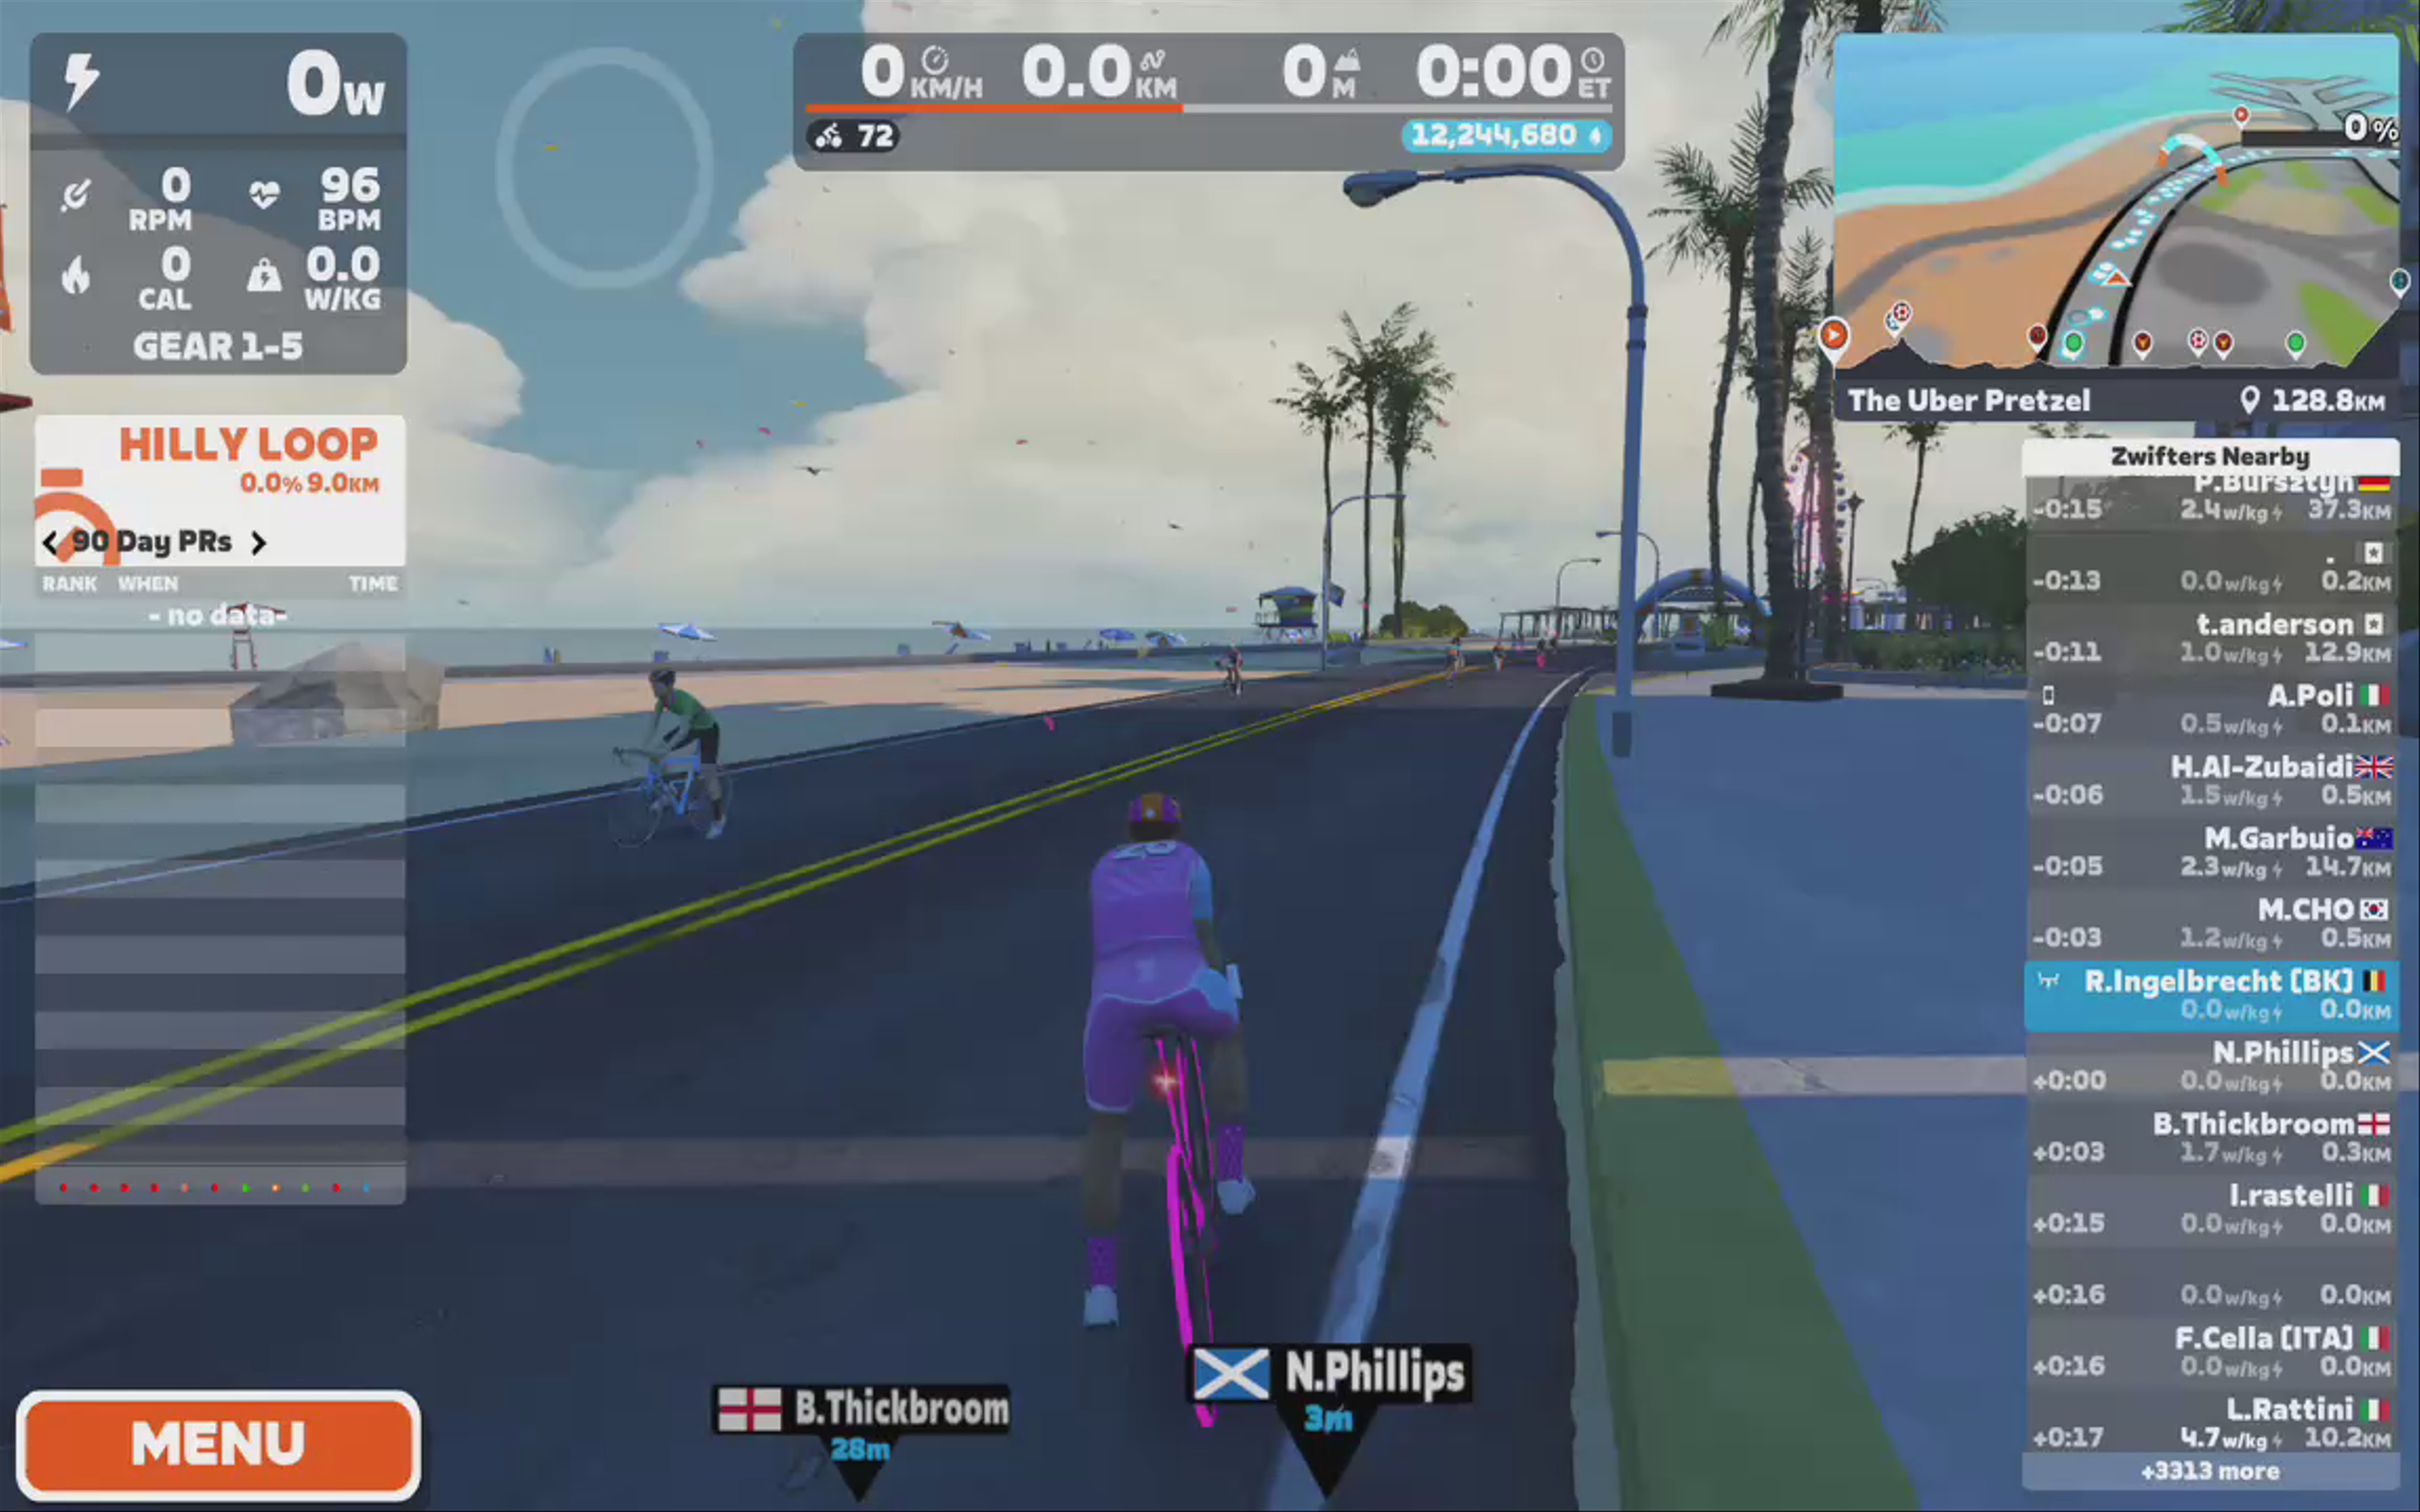 0w
0 RPM 96 BPM
0 CAL 0.0 W/KG
GEAR 1-5
0 KM/H 0.0 KM 0 M 0:00 ET
72 12,244,680
0%
The Uber Pretzel 128.8KM
HILLY LOOP
0.0% 9.0KM
< 90 Day PRs >
RANK WHEN TIME
- no data-
Zwifters Nearby
P.Bursztyn
-0:15 2.4w/kg 37.3KM
.
-0:13 0.0w/kg 0.2KM
t.anderson
-0:11 1.0w/kg 12.9KM
A.Poli
-0:07 0.5w/kg 0.1KM
H.Al-Zubaidi
-0:06 1.5w/kg 0.5KM
M.Garbuio
-0:05 2.3w/kg 14.7KM
M.CHO
-0:03 1.2w/kg 0.5KM
R.Ingelbrecht [BK]
0.0w/kg 0.0KM
N.Phillips
+0:00 0.0w/kg 0.0KM
B.Thickbroom
+0:03 1.7w/kg 0.3KM
l.rastelli
+0:15 0.0w/kg 0.0KM
+0:16 0.0w/kg 0.0KM
F.Cella [ITA]
+0:16 0.0w/kg 0.0KM
L.Rattini
+0:17 4.7w/kg 10.2KM
+3313 more
N.Phillips
3m
B.Thickbroom
28m
MENU